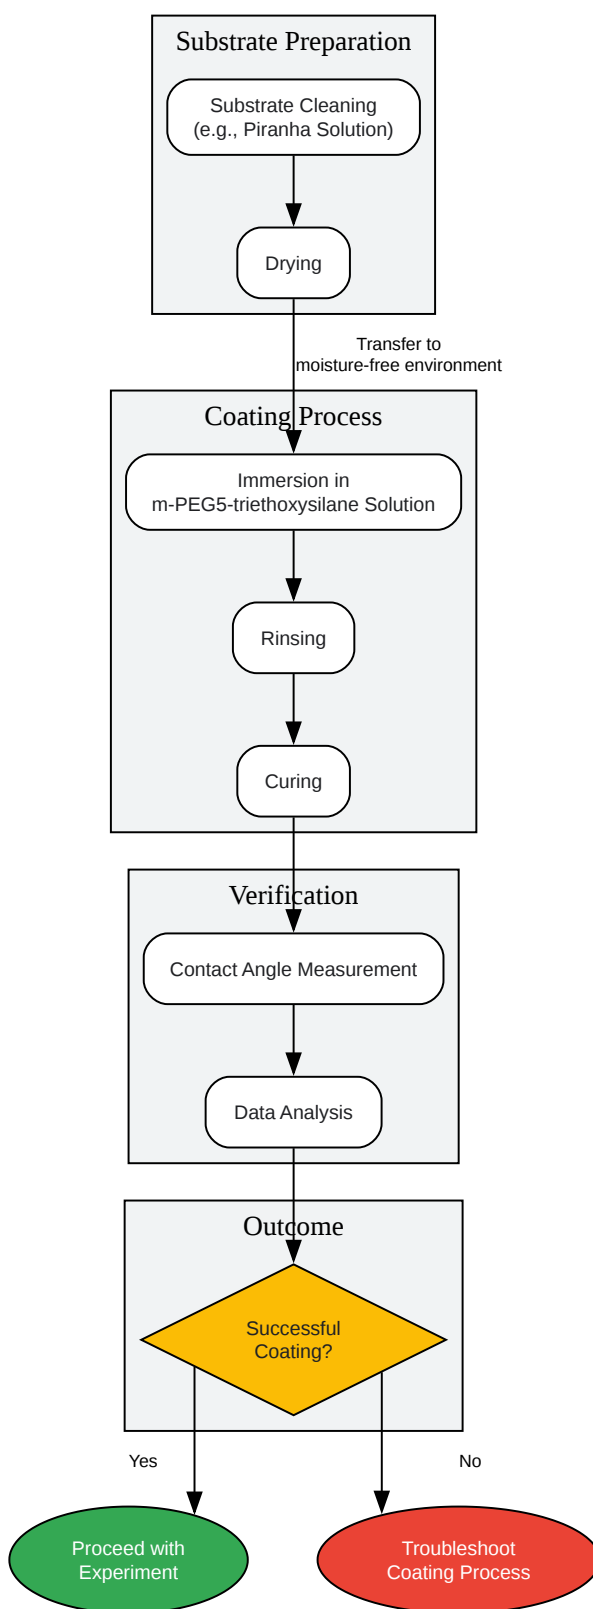 Substrate Preparation
Substrate Cleaning
(e.g., Piranha Solution)
Drying
Transfer to
moisture-free environment
Coating Process
Immersion in
m-PEG5-triethoxysilane Solution
Rinsing
Curing
Verification
Contact Angle Measurement
Data Analysis
Outcome
Successful
Coating?
Yes
No
Proceed with
Experiment
Troubleshoot
Coating Process